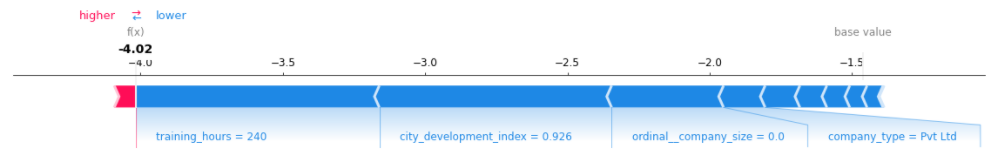 higher ⇄ lower
f(x) base value
-4.02
−4.0 −3.5 −3.0 −2.5 −2.0 −1.5
training_hours = 240 city_development_index = 0.926 ordinal__company_size = 0.0 company_type = Pvt Ltd